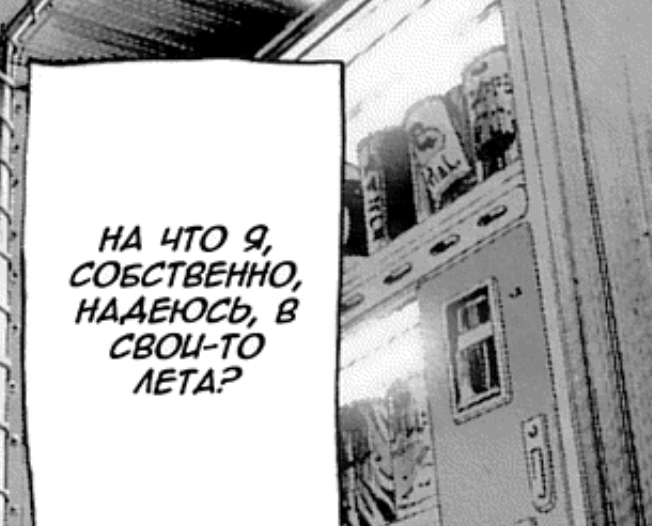 НА ЧТО Я,
СОБСТВЕННО,
НАДЕЮСЬ, В
СВОИ-ТО
ЛЕТА?